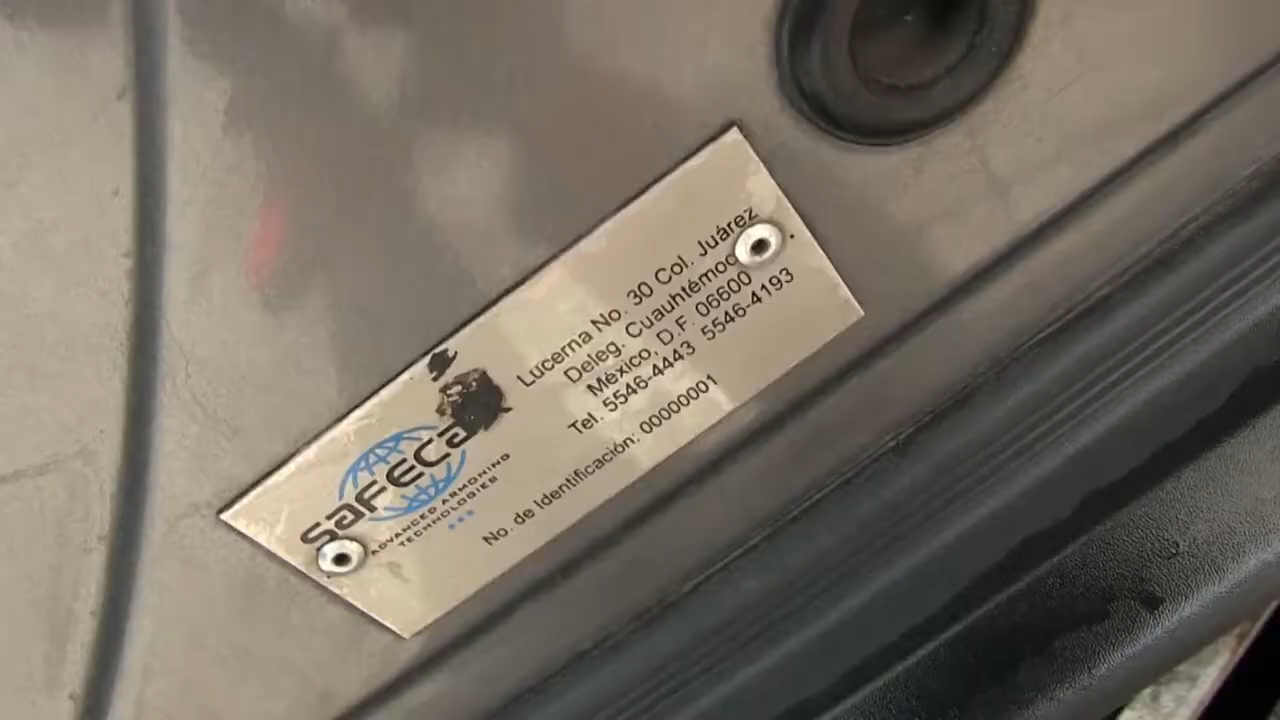 safeca
ADVANCED ARMORING
TECHNOLOGIES
Lucerna No. 30 Col. Juárez
Deleg. Cuauhtémoc
México, D.F. 06600
Tel. 5546-4443 5546-4193
No. de Identificación: 00000001